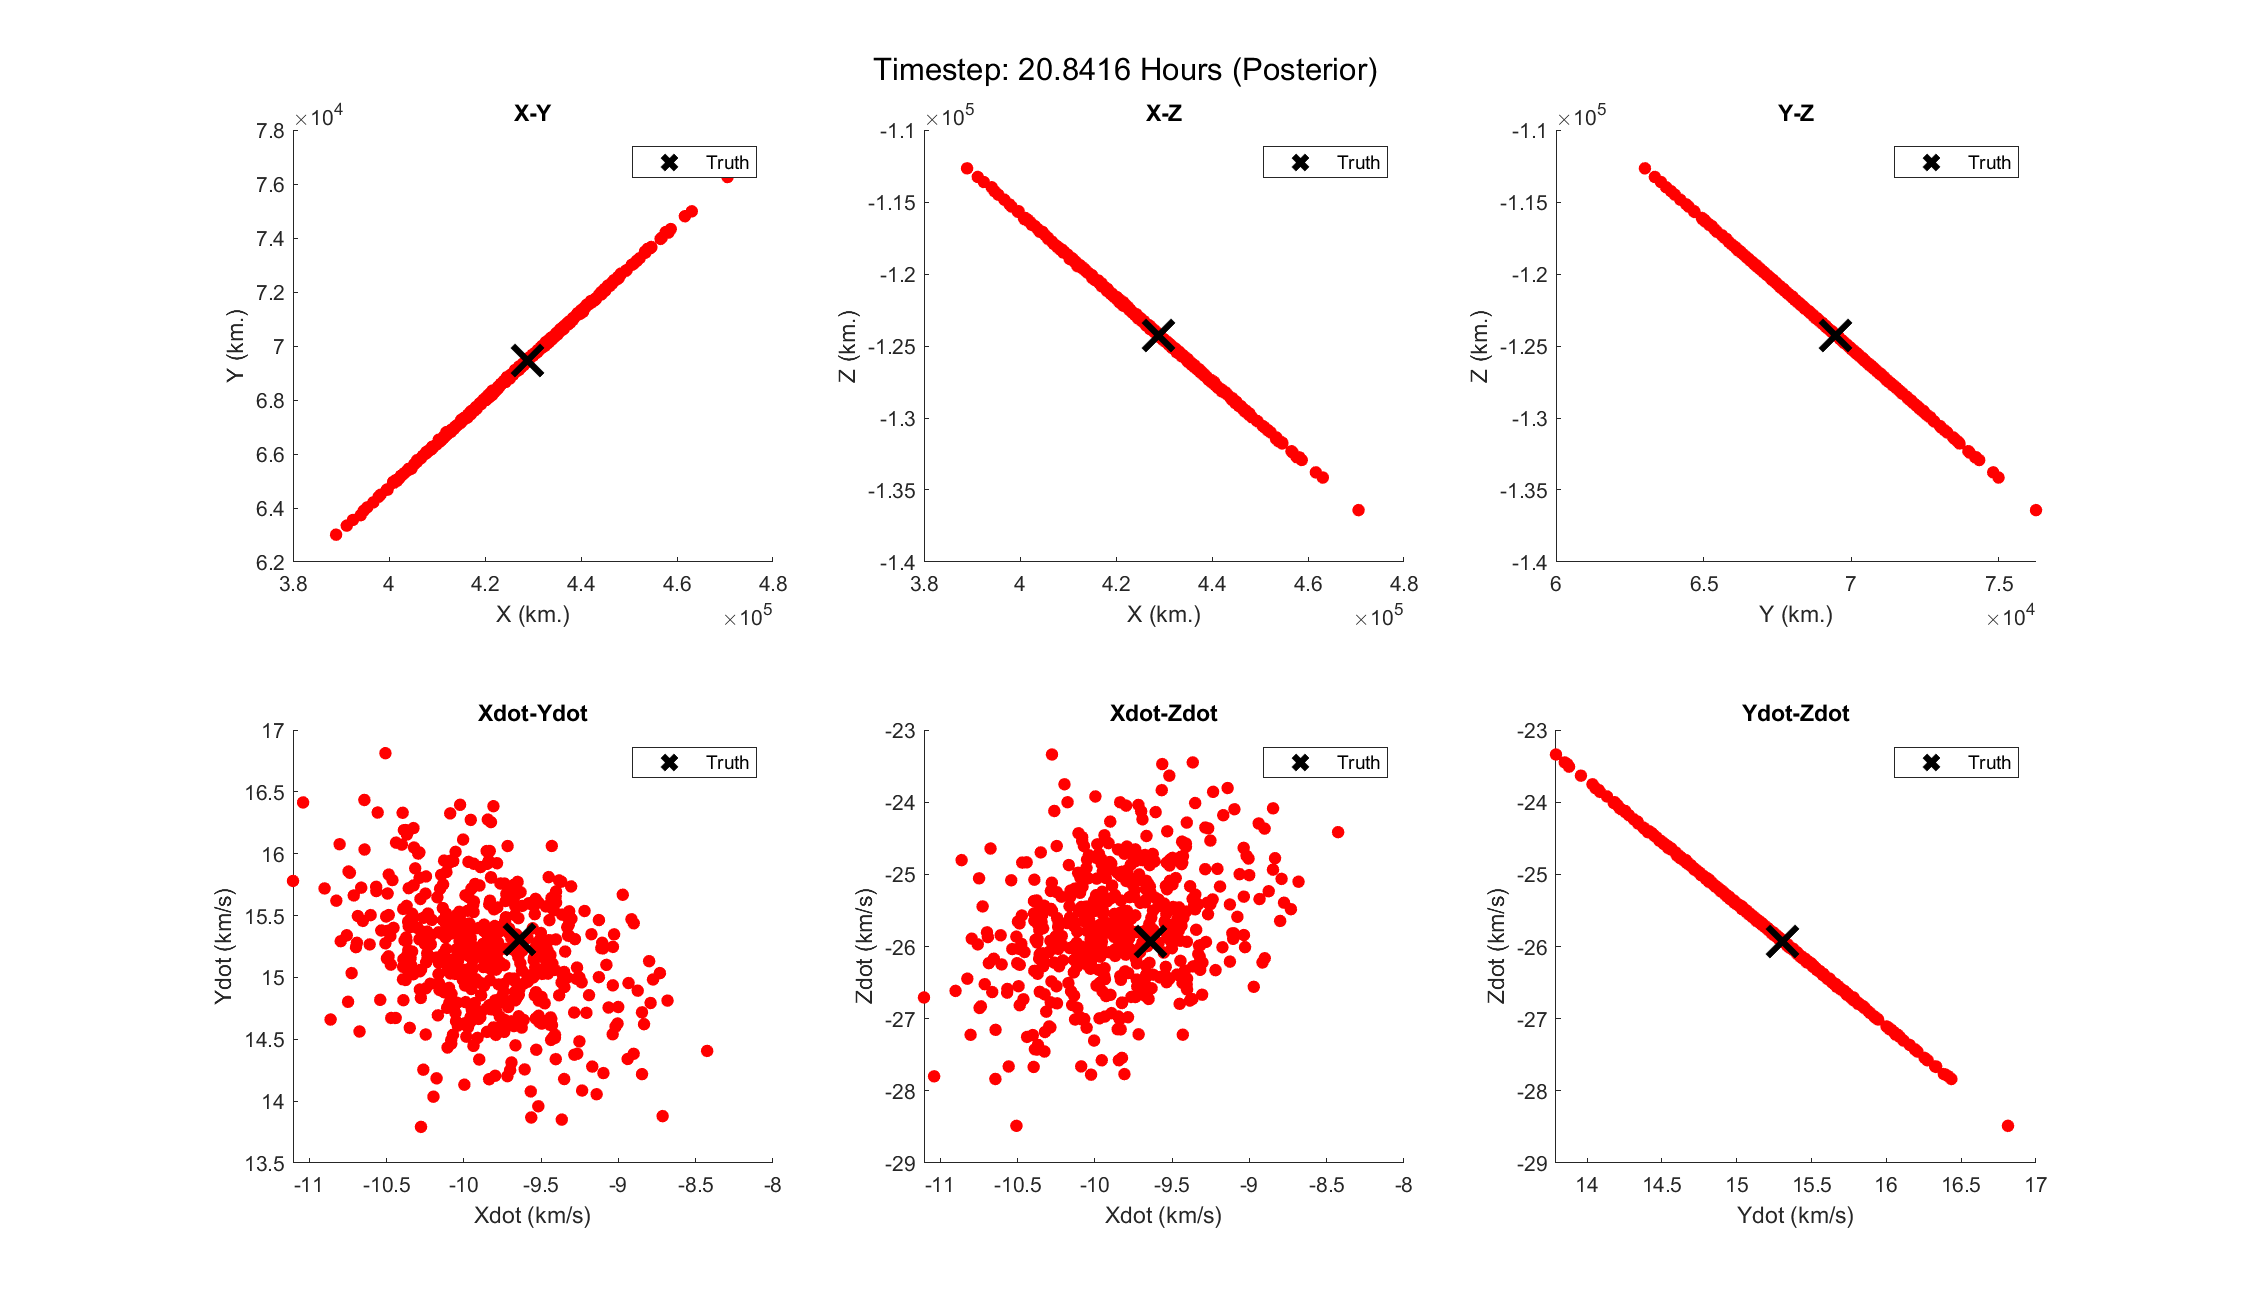 Timestep: 20.8416 Hours (Posterior)
X-Y
×10^4
7.8
7.6
7.4
7.2
7
6.8
6.6
6.4
6.2
Y (km.)
3.8 4 4.2 4.4 4.6 4.8
X (km.)
×10^5
Truth
X-Z
×10^5
-1.1
-1.15
-1.2
-1.25
-1.3
-1.35
-1.4
Z (km.)
3.8 4 4.2 4.4 4.6 4.8
X (km.)
×10^5
Truth
Y-Z
×10^5
-1.1
-1.15
-1.2
-1.25
-1.3
-1.35
-1.4
Z (km.)
6 6.5 7 7.5
Y (km.)
×10^4
Truth
Xdot-Ydot
17
16.5
16
15.5
15
14.5
14
13.5
Ydot (km/s)
-11 -10.5 -10 -9.5 -9 -8.5 -8
Xdot (km/s)
Truth
Xdot-Zdot
-23
-24
-25
-26
-27
-28
-29
Zdot (km/s)
-11 -10.5 -10 -9.5 -9 -8.5 -8
Xdot (km/s)
Truth
Ydot-Zdot
-23
-24
-25
-26
-27
-28
-29
Zdot (km/s)
14 14.5 15 15.5 16 16.5 17
Ydot (km/s)
Truth